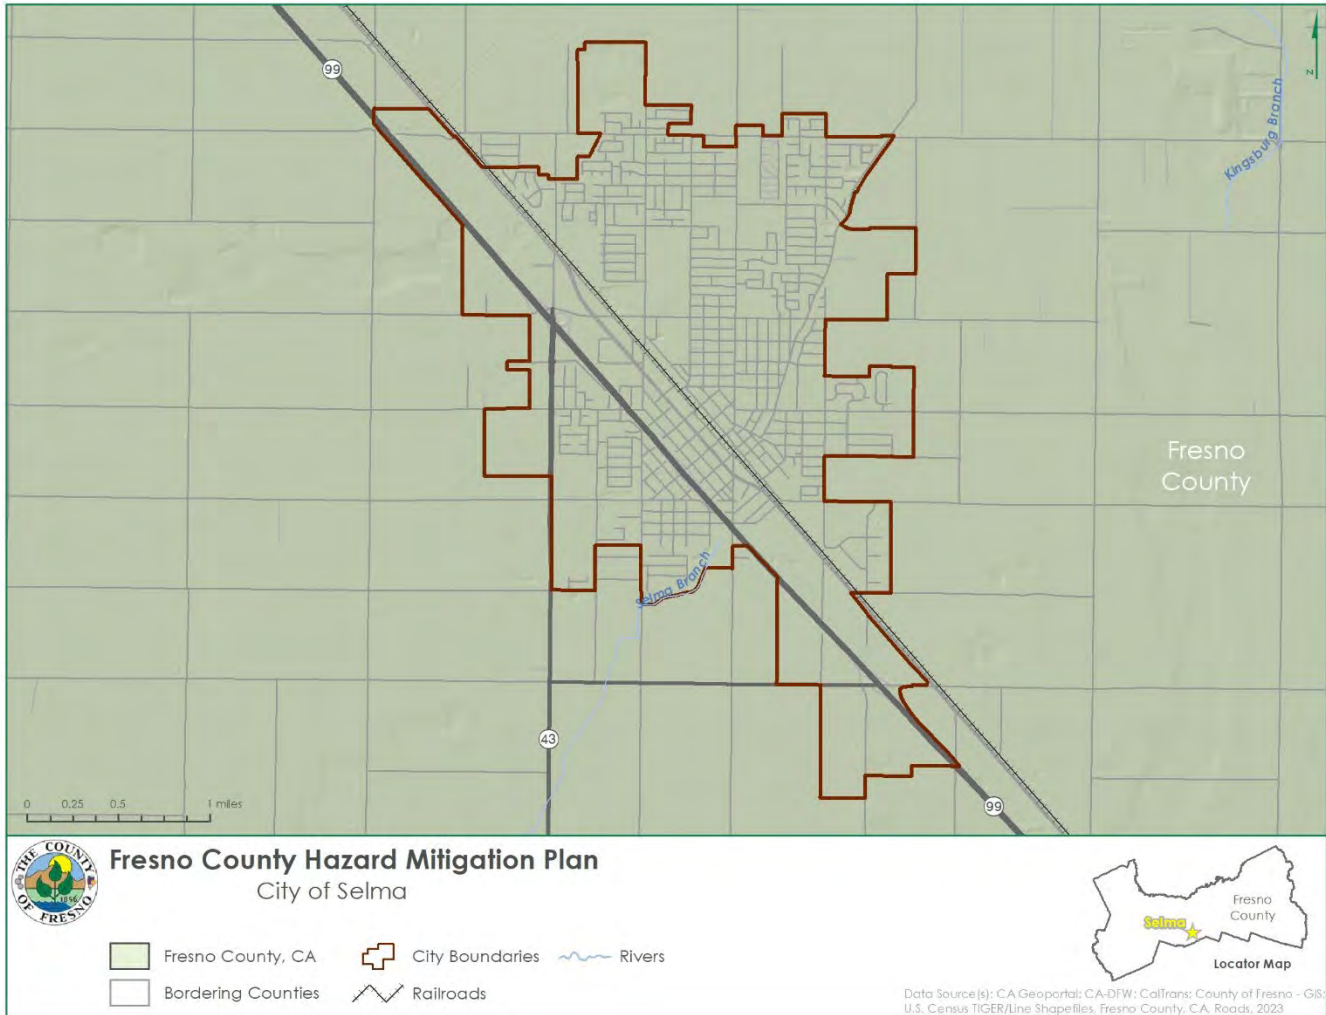 99
N
Kingsburg Branch
Fresno
County
Selma Branch
43
99
0 0.25 0.5 1 miles
THE COUNTY
OF FRESNO
1856
Fresno County Hazard Mitigation Plan
City of Selma
Fresno County, CA
City Boundaries
Rivers
Bordering Counties
Railroads
Selma
Fresno
County
Locator Map
Data Source(s): CA Geoportal; CA-DFW; CalTrans; County of Fresno - GIS;
U.S. Census TIGER/Line Shapefiles, Fresno County, CA, Roads, 2023